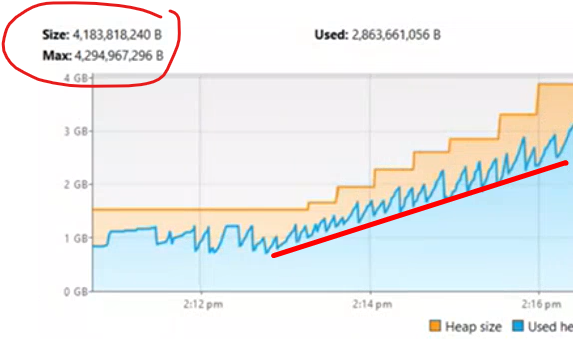 Size: 4,183,818,240 B
Used: 2,863,661,056 B
Max: 4,294,967,296 B
4 GB
3 GB
2 GB
1 GB
0 GB
2:12 pm
2:14 pm
2:16 pm
Heap size
Used he